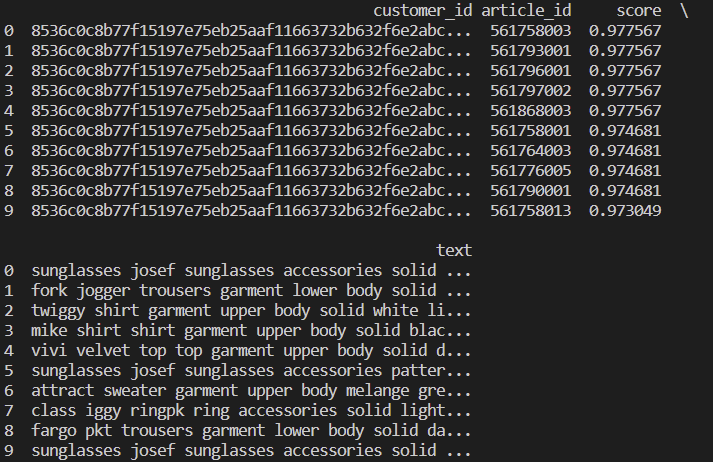 customer_id article_id score \
0 8536c0c8b77f15197e75eb25aaf11663732b632f6e2abc... 561758003 0.977567
1 8536c0c8b77f15197e75eb25aaf11663732b632f6e2abc... 561793001 0.977567
2 8536c0c8b77f15197e75eb25aaf11663732b632f6e2abc... 561796001 0.977567
3 8536c0c8b77f15197e75eb25aaf11663732b632f6e2abc... 561797002 0.977567
4 8536c0c8b77f15197e75eb25aaf11663732b632f6e2abc... 561868003 0.977567
5 8536c0c8b77f15197e75eb25aaf11663732b632f6e2abc... 561758001 0.974681
6 8536c0c8b77f15197e75eb25aaf11663732b632f6e2abc... 561764003 0.974681
7 8536c0c8b77f15197e75eb25aaf11663732b632f6e2abc... 561776005 0.974681
8 8536c0c8b77f15197e75eb25aaf11663732b632f6e2abc... 561790001 0.974681
9 8536c0c8b77f15197e75eb25aaf11663732b632f6e2abc... 561758013 0.973049
text
0 sunglasses josef sunglasses accessories solid ...
1 fork jogger trousers garment lower body solid ...
2 twiggy shirt garment upper body solid white li...
3 mike shirt shirt garment upper body solid blac...
4 vivi velvet top top garment upper body solid d...
5 sunglasses josef sunglasses accessories patter...
6 attract sweater garment upper body melange gre...
7 class iggy ringpk ring accessories solid light...
8 fargo pkt trousers garment lower body solid da...
9 sunglasses josef sunglasses accessories solid ...